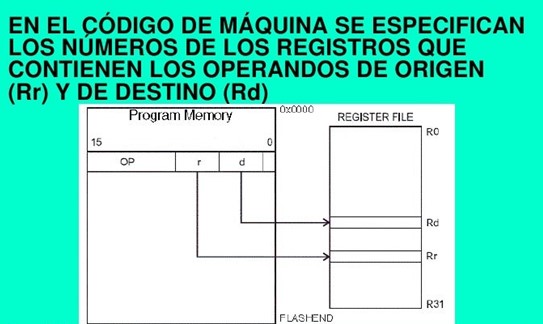 EN EL CÓDIGO DE MÁQUINA SE ESPECIFICAN
LOS NÚMEROS DE LOS REGISTROS QUE
CONTIENEN LOS OPERANDOS DE ORIGEN
(Rr) Y DE DESTINO (Rd)
Program Memory
0x0000
REGISTER FILE
15
0
R0
OP
r
d
Rd
Rr
R31
FLASHEND